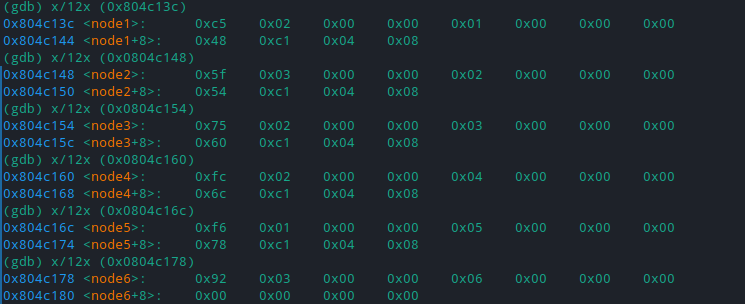 (gdb) x/12x (0x804c13c)
0x804c13c <node1>:      0xc5    0x02    0x00    0x00    0x01    0x00    0x00    0x00
0x804c144 <node1+8>:    0x48    0xc1    0x04    0x08
(gdb) x/12x (0x0804c148)
0x804c148 <node2>:      0x5f    0x03    0x00    0x00    0x02    0x00    0x00    0x00
0x804c150 <node2+8>:    0x54    0xc1    0x04    0x08
(gdb) x/12x (0x0804c154)
0x804c154 <node3>:      0x75    0x02    0x00    0x00    0x03    0x00    0x00    0x00
0x804c15c <node3+8>:    0x60    0xc1    0x04    0x08
(gdb) x/12x (0x0804c160)
0x804c160 <node4>:      0xfc    0x02    0x00    0x00    0x04    0x00    0x00    0x00
0x804c168 <node4+8>:    0x6c    0xc1    0x04    0x08
(gdb) x/12x (0x0804c16c)
0x804c16c <node5>:      0xf6    0x01    0x00    0x00    0x05    0x00    0x00    0x00
0x804c174 <node5+8>:    0x78    0xc1    0x04    0x08
(gdb) x/12x (0x0804c178)
0x804c178 <node6>:      0x92    0x03    0x00    0x00    0x06    0x00    0x00    0x00
0x804c180 <node6+8>:    0x00    0x00    0x00    0x00